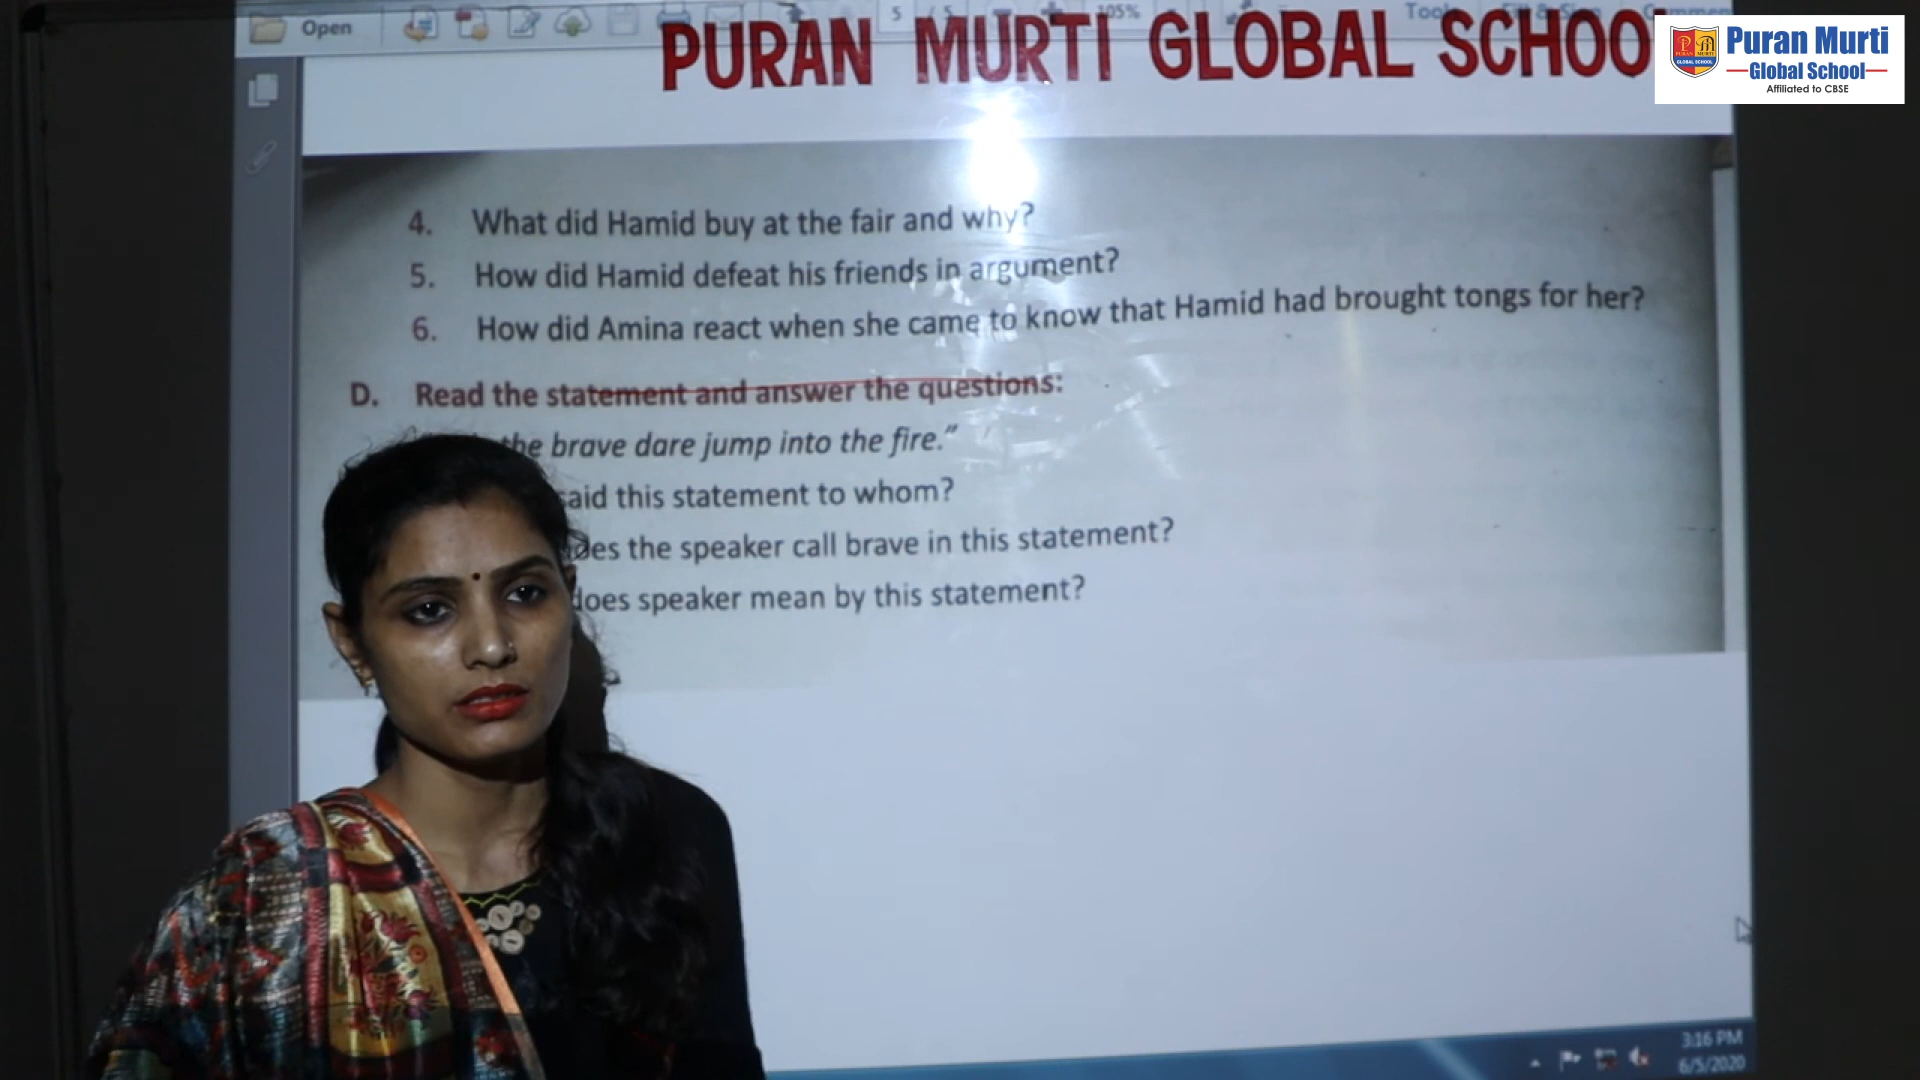 Open
5 / 5
105%
PURAN MURTI GLOBAL SCHOO
Puran Murti
Global School
Affiliated to CBSE
4. What did Hamid buy at the fair and why?
5. How did Hamid defeat his friends in argument?
6. How did Amina react when she came to know that Hamid had brought tongs for her?
D. Read the statement and answer the questions:
the brave dare jump into the fire."
said this statement to whom?
does the speaker call brave in this statement?
does speaker mean by this statement?
3:16 PM
6/5/2020